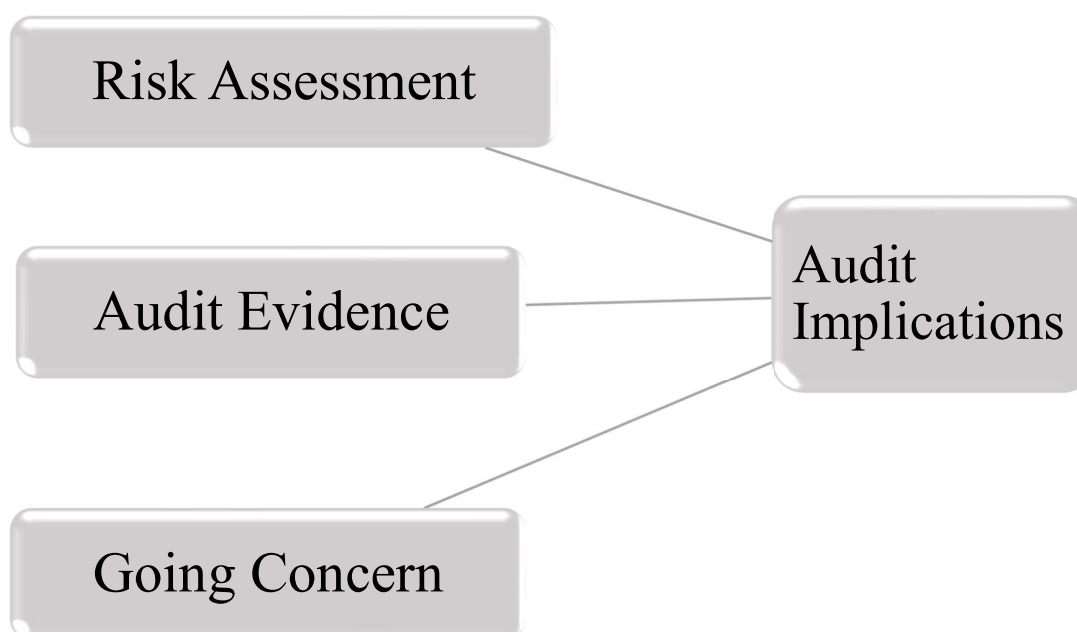 Risk Assessment
Audit Evidence
Audit
Implications
Going Concern